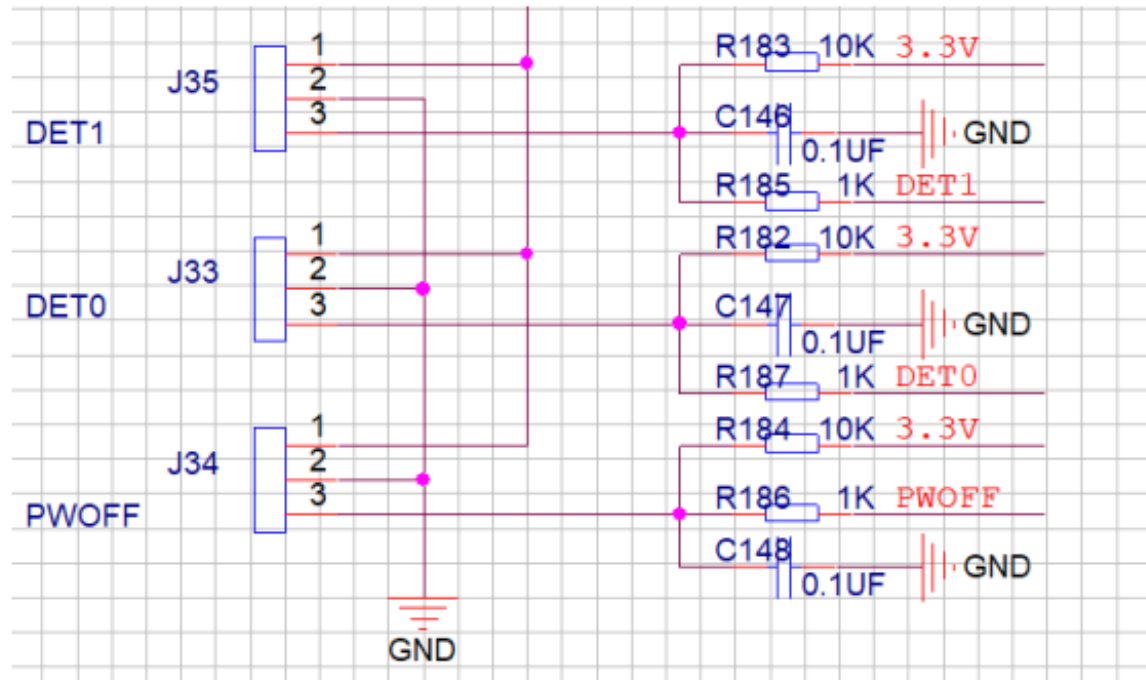 1
R183 10K 3.3V
J35
2
3
C146
DET1
GND
0.1UF
R185 1K DET1
1
R182 10K 3.3V
J33
2
3
DET0
C147
GND
0.1UF
R187 1K DET0
1
R184 10K 3.3V
J34
2
3
R186 1K PWOFF
PWOFF
C148
GND
0.1UF
GND